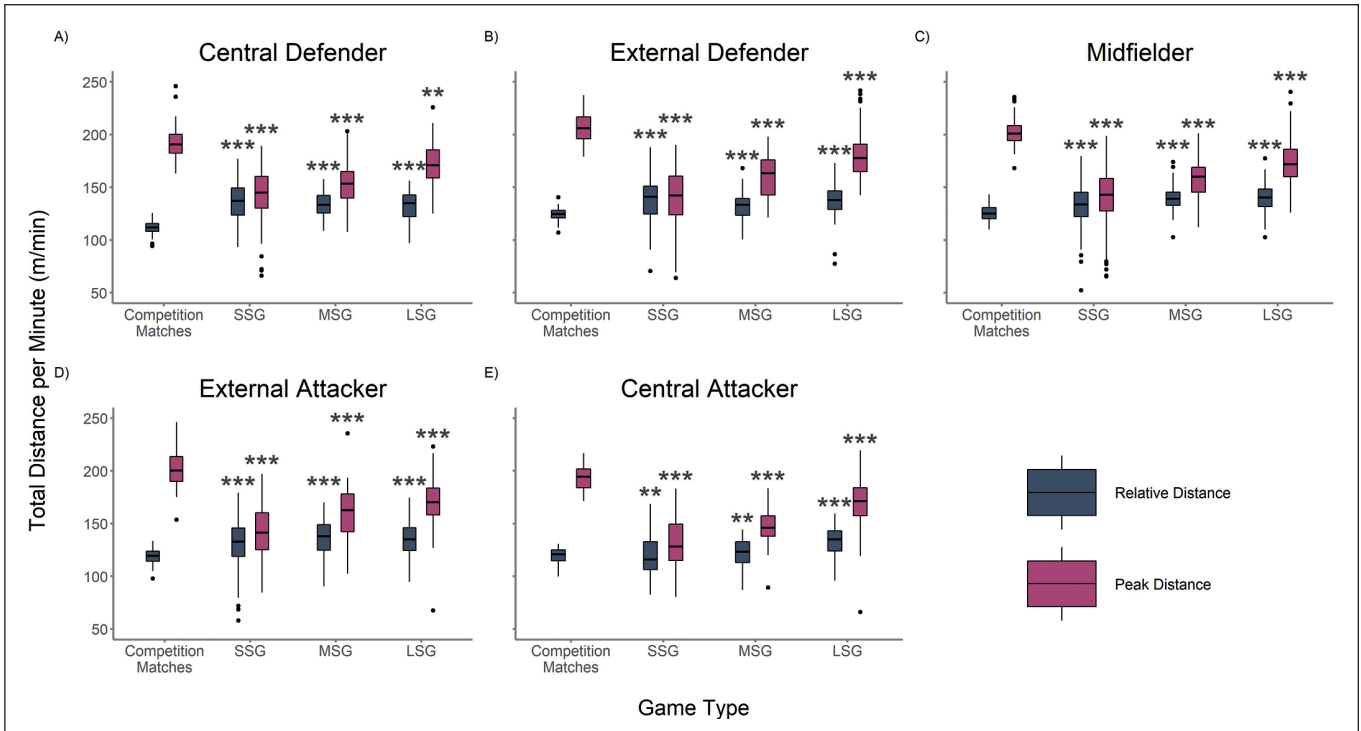 A)
Central Defender
B)
External Defender
C)
Midfielder
Total Distance per Minute (m/min)
250
200
150
100
50
***
***
***
***
***
**
***
***
***
***
***
***
***
***
***
***
***
***
Competition
Matches
SSG
MSG
LSG
Competition
Matches
SSG
MSG
LSG
Competition
Matches
SSG
MSG
LSG
D)
External Attacker
E)
Central Attacker
250
200
150
100
50
***
***
***
***
***
***
**
***
**
***
***
***
Competition
Matches
SSG
MSG
LSG
Competition
Matches
SSG
MSG
LSG
Relative Distance
Peak Distance
Game Type